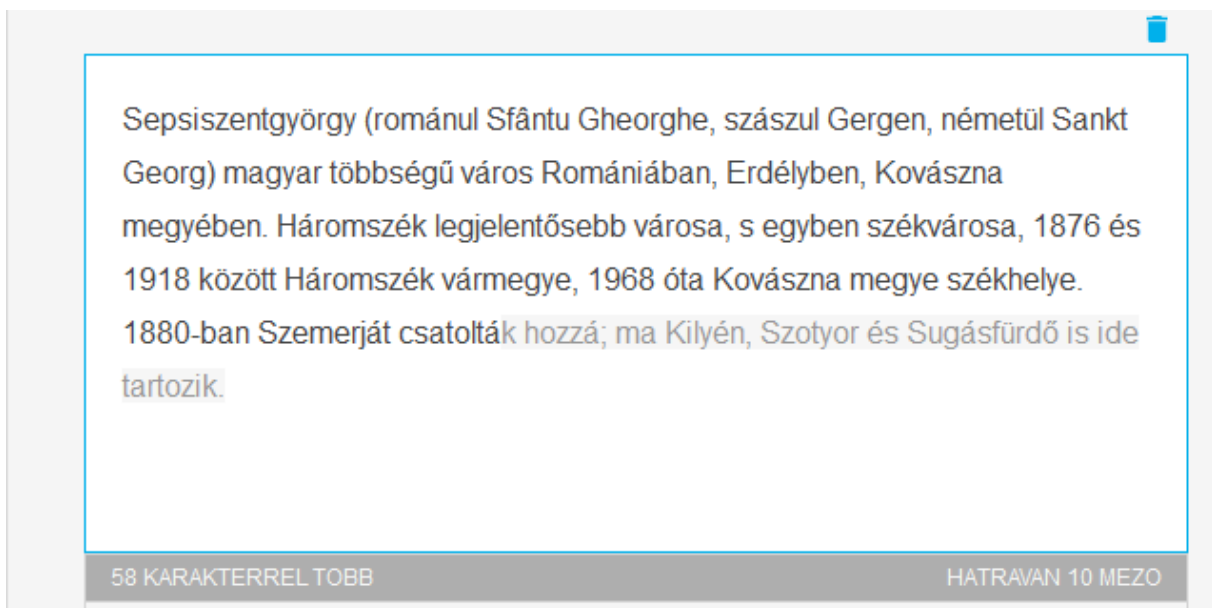 Sepsiszentgyörgy (románul Sfântu Gheorghe, szászul Gergen, németül Sankt
Georg) magyar többségű város Romániában, Erdélyben, Kovászna
megyében. Háromszék legjelentősebb városa, s egyben székvárosa, 1876 és
1918 között Háromszék vármegye, 1968 óta Kovászna megye székhelye.
1880-ban Szemerját csatolták hozzá; ma Kilyén, Szotyor és Sugásfürdő is ide
tartozik.
58 KARAKTERREL TOBB
HATRAVAN 10 MEZO